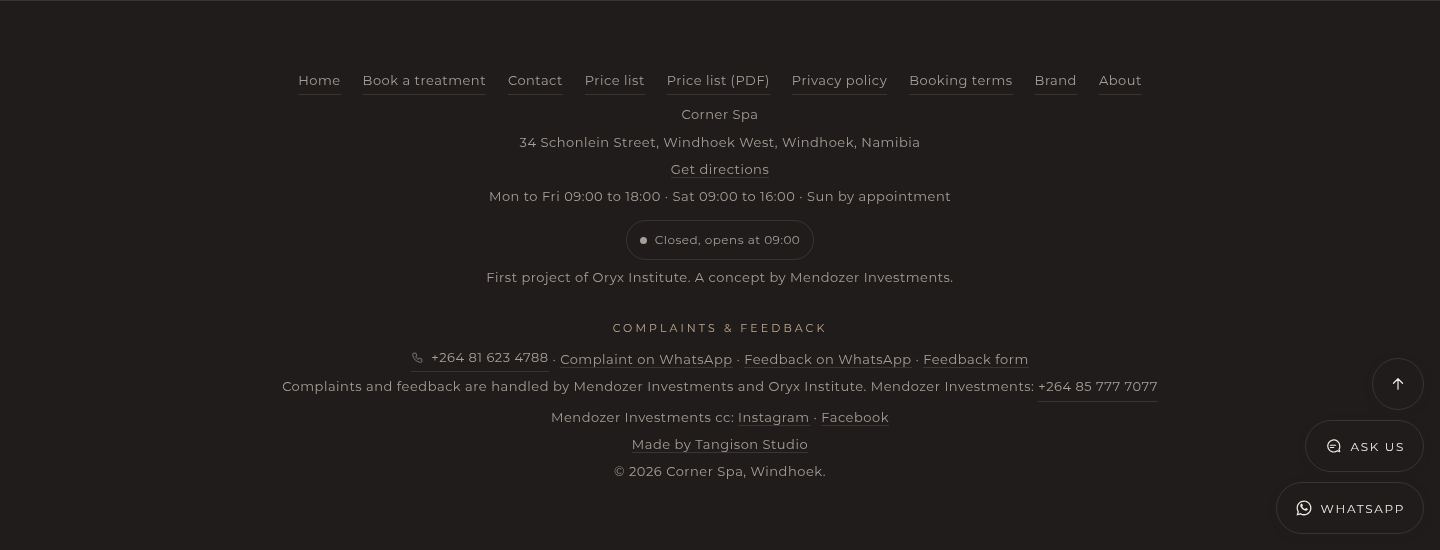 Home Book a treatment Contact Price list Price list (PDF) Privacy policy Booking terms Brand About
Corner Spa
34 Schonlein Street, Windhoek West, Windhoek, Namibia
Get directions
Mon to Fri 09:00 to 18:00 · Sat 09:00 to 16:00 · Sun by appointment
Closed, opens at 09:00
First project of Oryx Institute. A concept by Mendozer Investments.
COMPLAINTS & FEEDBACK
+264 81 623 4788 · Complaint on WhatsApp · Feedback on WhatsApp · Feedback form
Complaints and feedback are handled by Mendozer Investments and Oryx Institute. Mendozer Investments: +264 85 777 7077
Mendozer Investments cc: Instagram · Facebook
Made by Tangison Studio
© 2026 Corner Spa, Windhoek.
ASK US
WHATSAPP